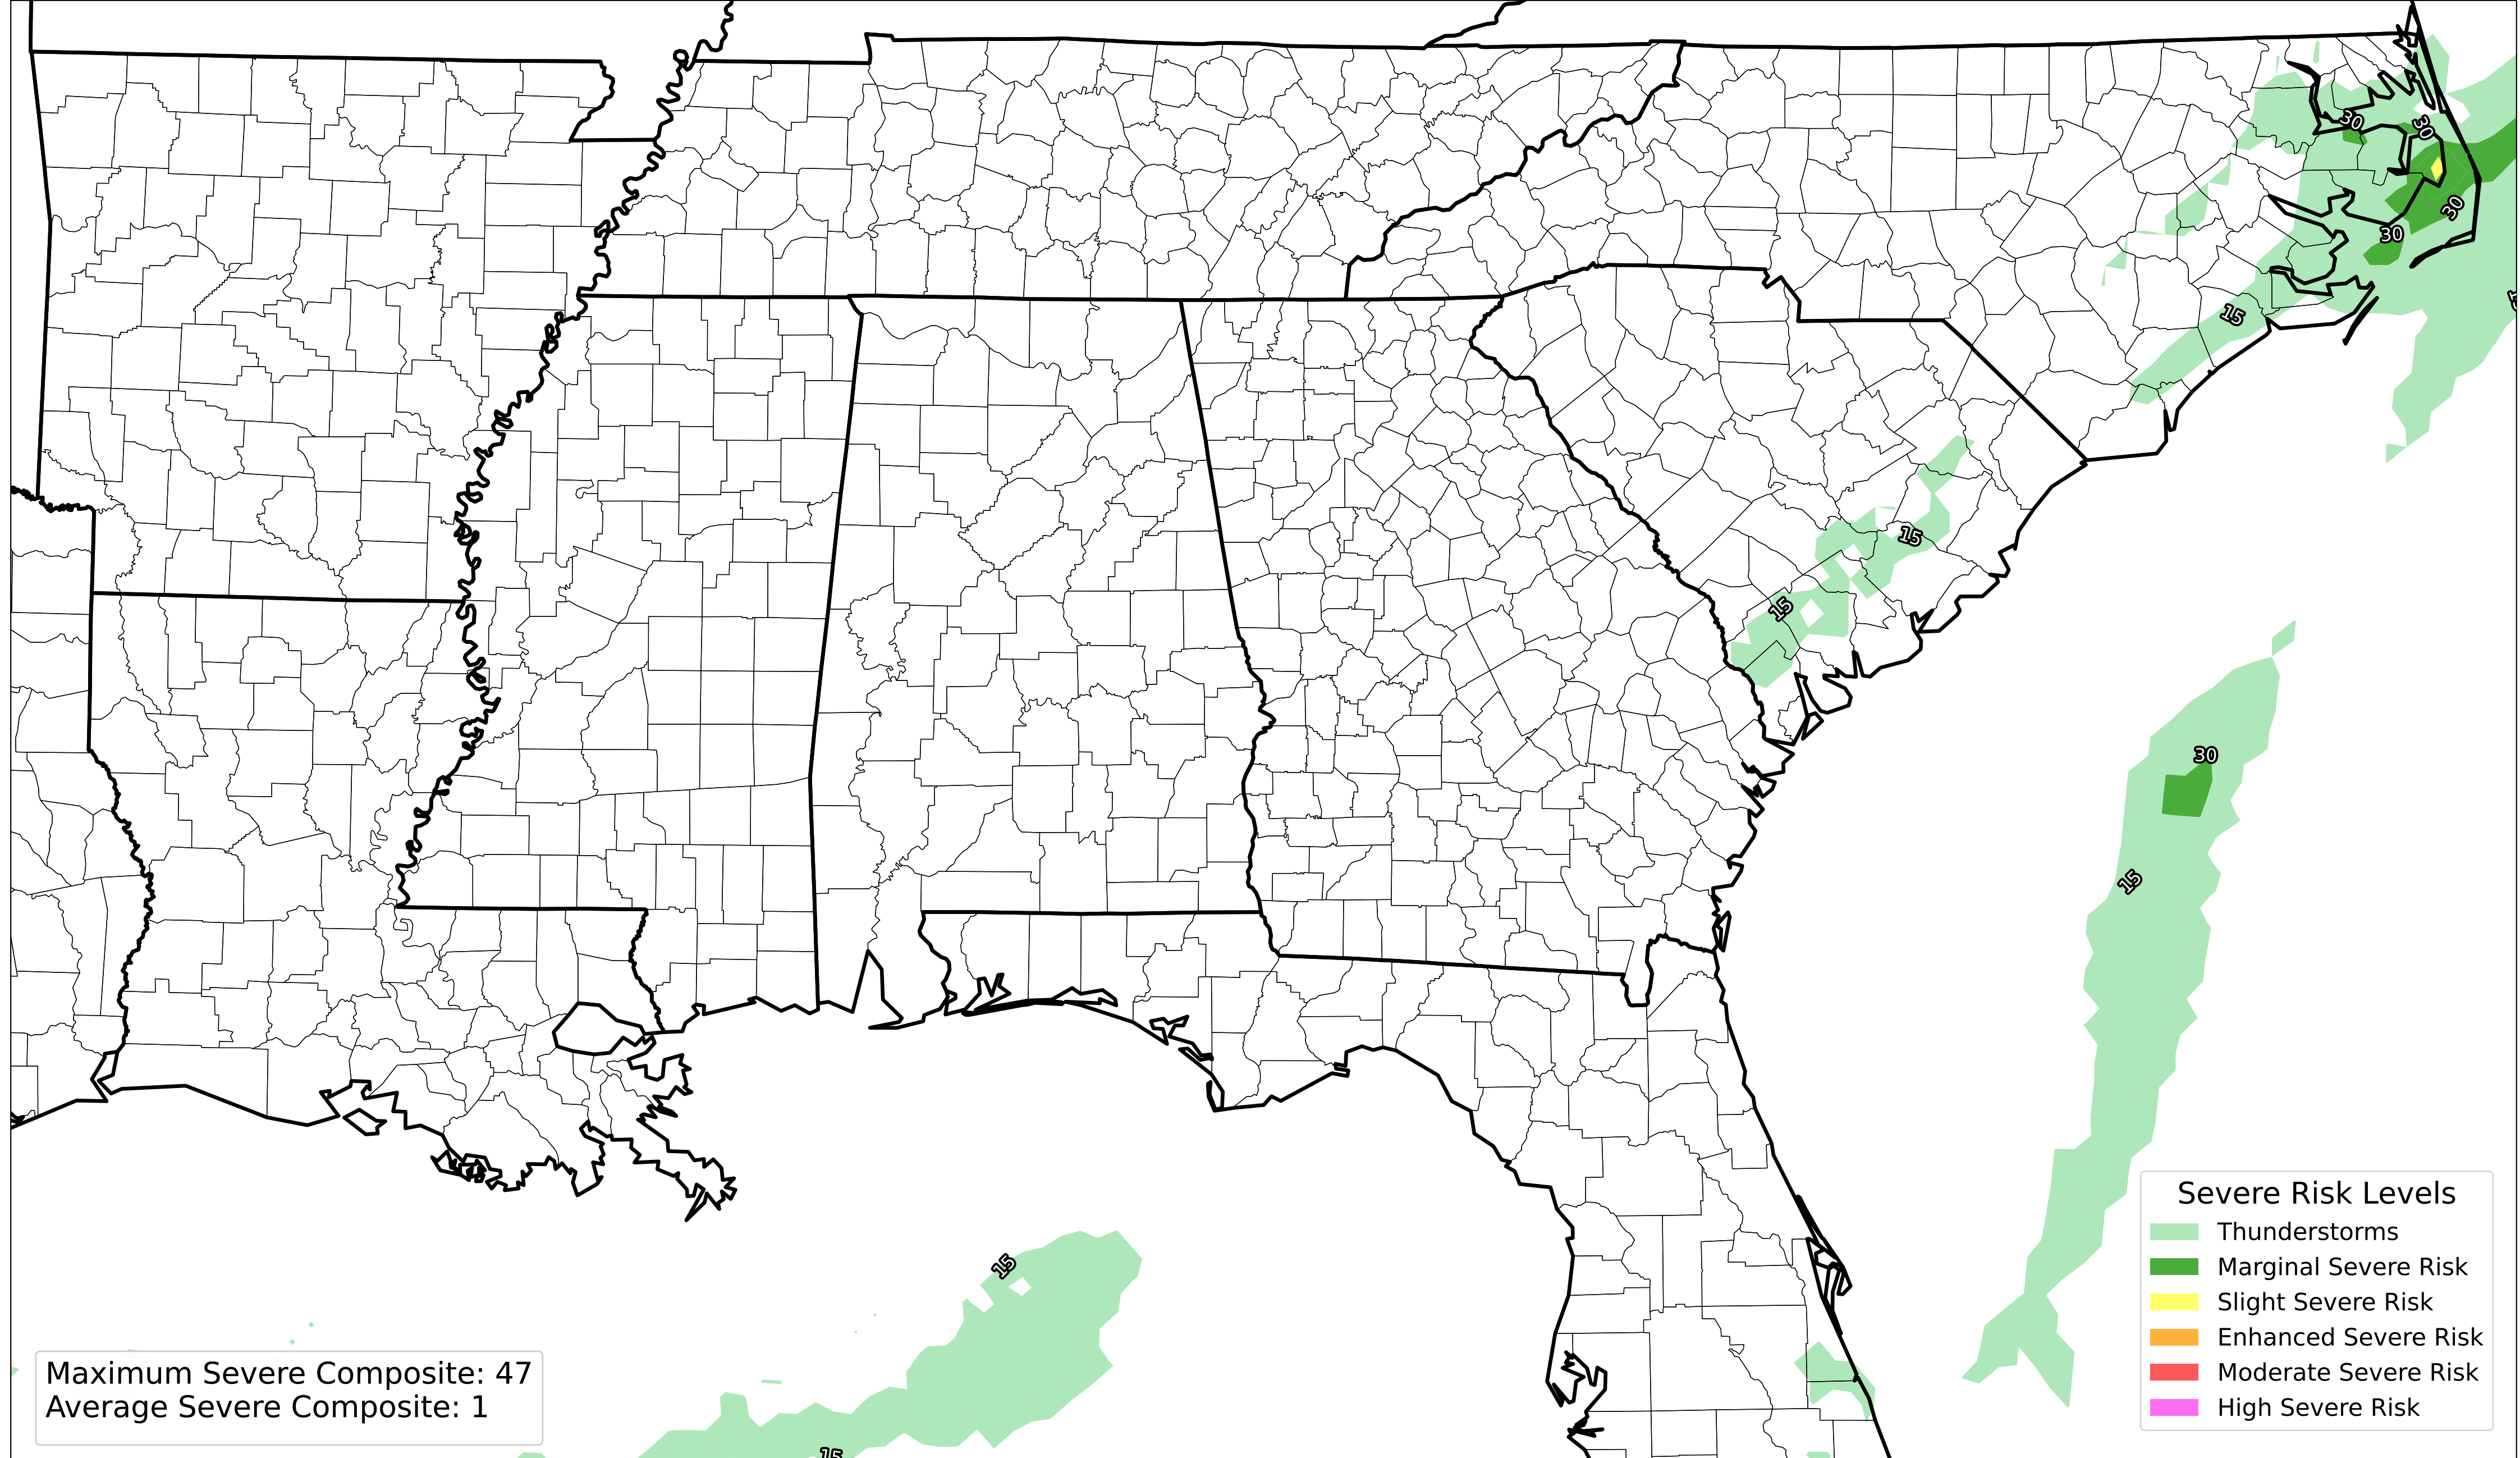 30
30
30
30
15
15
15
30
15
15
Maximum Severe Composite: 47
Average Severe Composite: 1
15
Severe Risk Levels
Thunderstorms
Marginal Severe Risk
Slight Severe Risk
Enhanced Severe Risk
Moderate Severe Risk
High Severe Risk